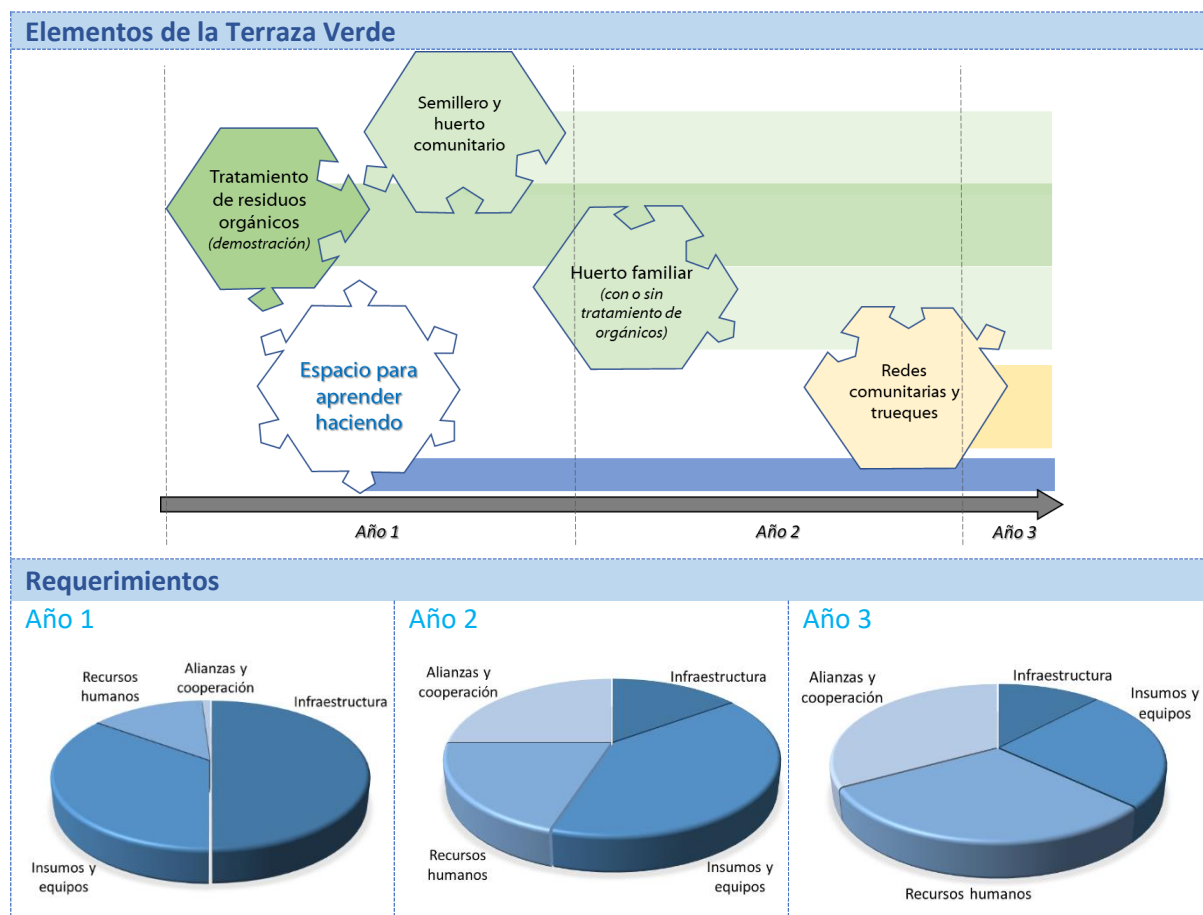 Elementos de la Terraza Verde
Semillero y
huerto
comunitario
Tratamiento
de residuos
orgánicos
(demostración)
Huerto familiar
(con o sin
tratamiento de
orgánicos)
Espacio para
aprender
haciendo
Redes
comunitarias y
trueques
Año 1
Año 2
Año 3
Requerimientos
Año 1
Recursos
humanos
Alianzas y
cooperación
Infraestructura
Insumos y
equipos
Año 2
Alianzas y
cooperación
Infraestructura
Recursos
humanos
Insumos y
equipos
Año 3
Alianzas y
cooperación
Infraestructura
Insumos y
equipos
Recursos humanos